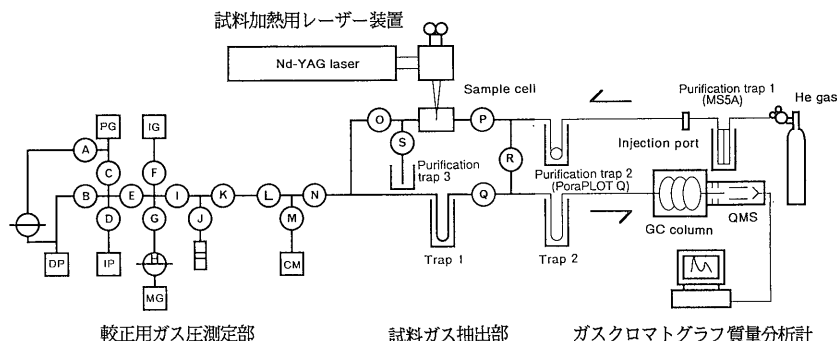 試料加熱用レーザー装置
Nd-YAG laser
Sample cell
Purification trap 1
(MS5A)
He gas
PG
IG
O
P
A
S
Injection port
C
F
R
Purification
trap 3
Purification trap 2
(PoraPLOT Q)
B
E
I
K
L
N
Q
D
G
J
M
GC column
QMS
DP
IP
H
CM
Trap 1
Trap 2
MG
較正用ガス圧測定部
試料ガス抽出部
ガスクロマトグラフ質量分析計